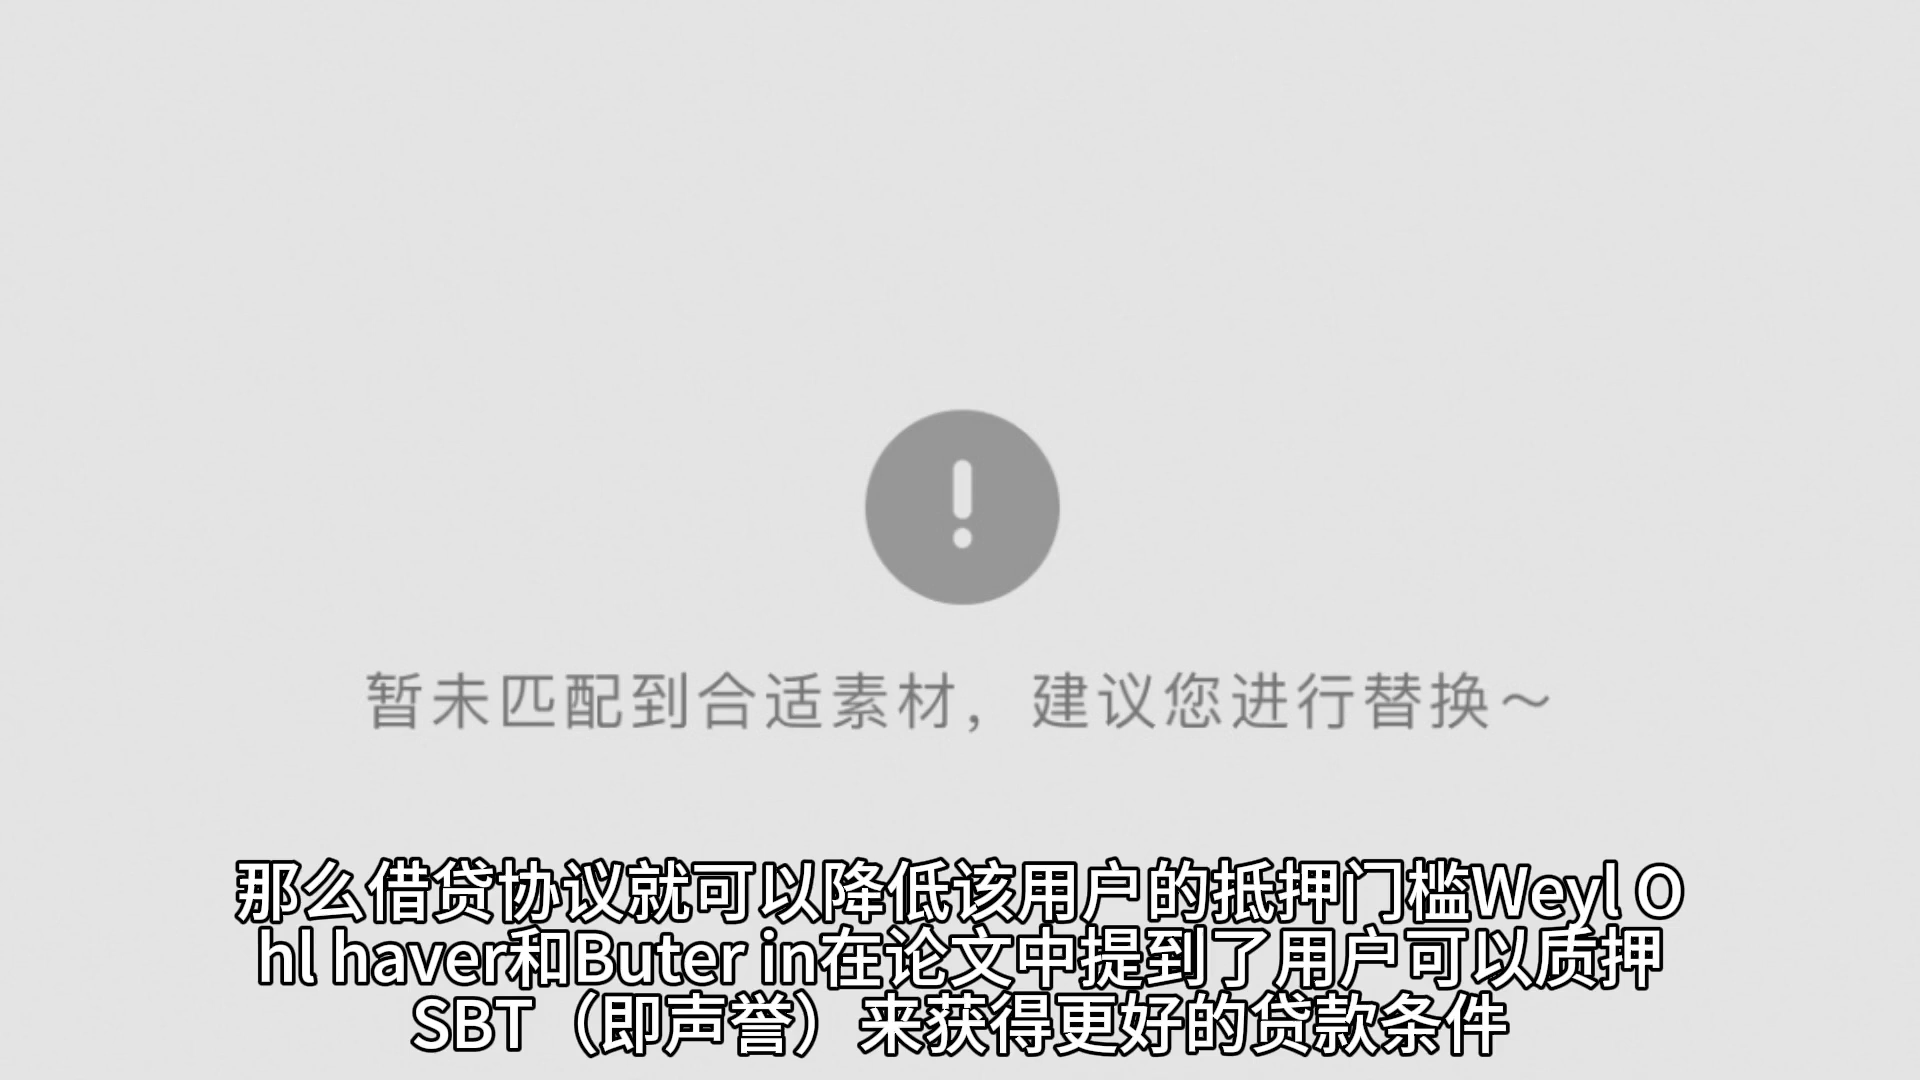 暂未匹配到合适素材，建议您进行替换～
那么借贷协议就可以降低该用户的抵押门槛Weyl O
hl haver和Buter in在论文中提到了用户可以质押
SBT（即声誉）来获得更好的贷款条件